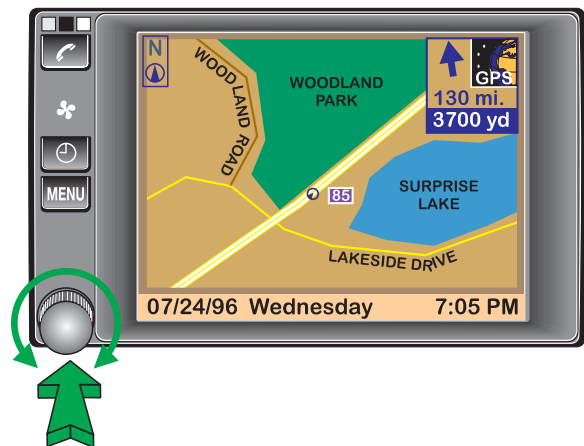 N
WOOD LAND ROAD
WOODLAND
PARK
GPS
130 mi.
3700 yd
MENU
85
SURPRISE
LAKE
LAKESIDE DRIVE
07/24/96 Wednesday 7:05 PM